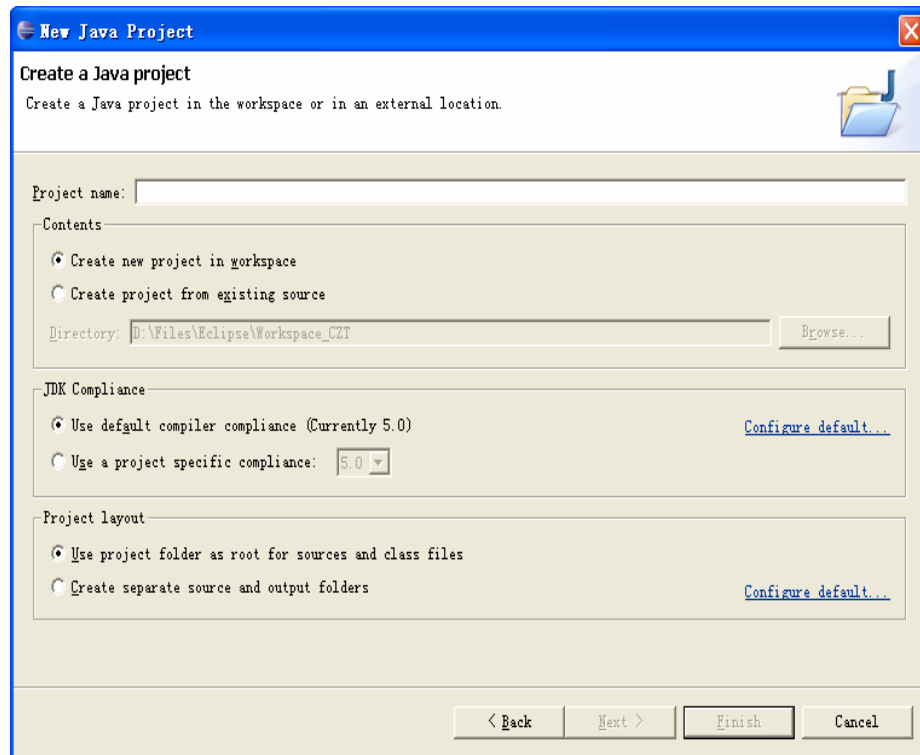 New Java Project
Create a Java project
Create a Java project in the workspace or in an external location.
Project name:
Contents
Create new project in workspace
Create project from existing source
Directory: D:\Files\Eclipse\Workspace_CZT Browse...
JDK Compliance
Use default compiler compliance (Currently 5.0) Configure default...
Use a project specific compliance: 5.0
Project layout
Use project folder as root for sources and class files
Create separate source and output folders Configure default...
< Back Next > Finish Cancel